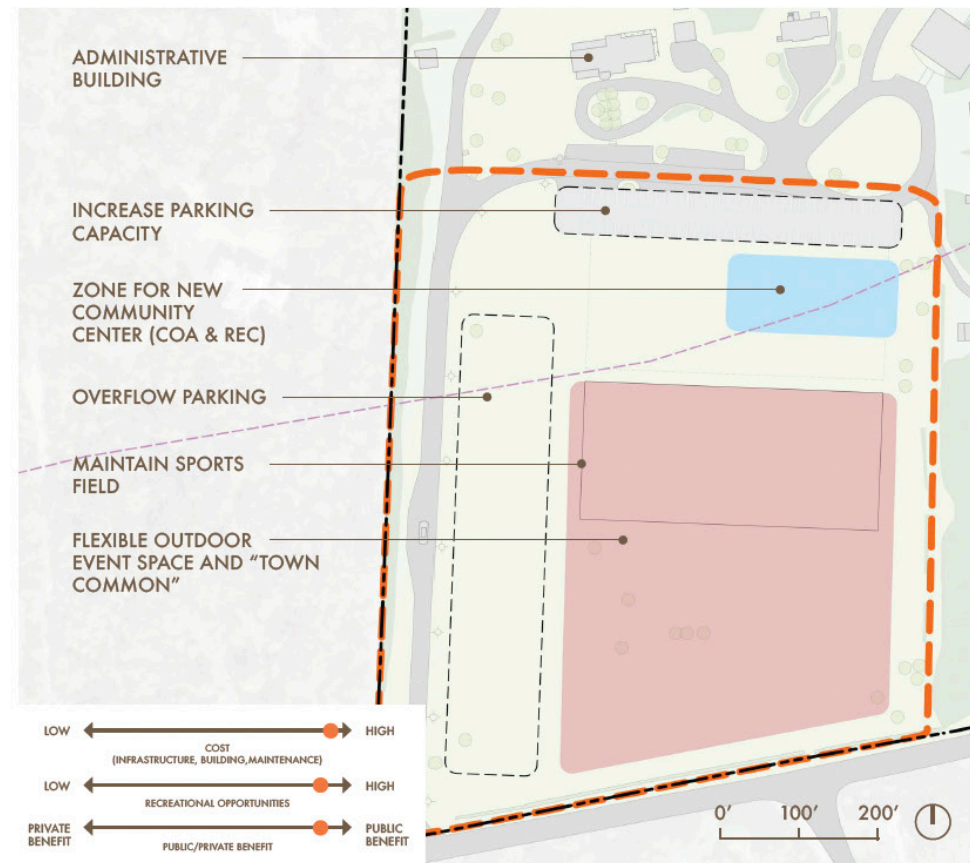 ADMINISTRATIVE
BUILDING
INCREASE PARKING
CAPACITY
ZONE FOR NEW
COMMUNITY
CENTER (COA & REC)
OVERFLOW PARKING
MAINTAIN SPORTS
FIELD
FLEXIBLE OUTDOOR
EVENT SPACE AND “TOWN
COMMON”
LOW HIGH
COST
(INFRASTRUCTURE, BUILDING,MAINTENANCE)
LOW HIGH
RECREATIONAL OPPORTUNITIES
PRIVATE
BENEFIT
PUBLIC
BENEFIT
PUBLIC/PRIVATE BENEFIT
0’ 100’ 200’